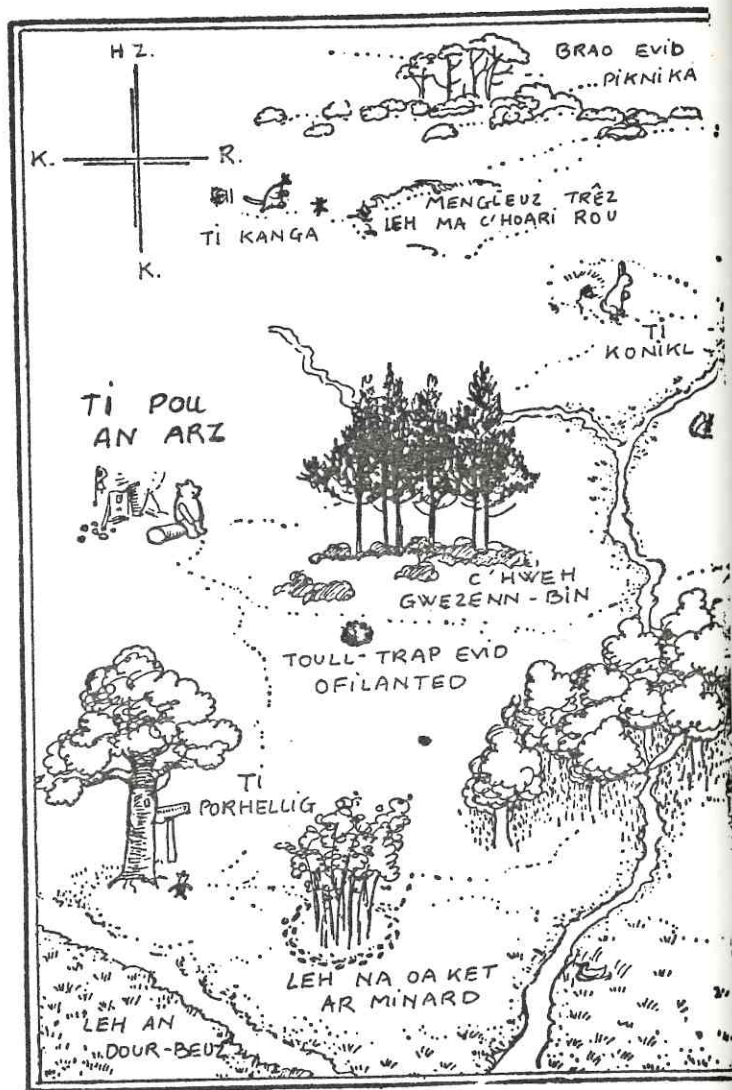 HZ.
K.
R.
K.
BRAO EVID
PIKNIKA
TI KANGA
MENGLEUZ TRÊZ
LEH MA C'HOARI ROU
TI
KONIKL
TI POU
AN ARZ
C'HWEH
GWEZENN-BIN
TOULL-TRAP EVID
OFILANTED
TI
PORHELLIG
LEH NA OA KET
AR MINARD
LEH AN
DOUR-BEUZ